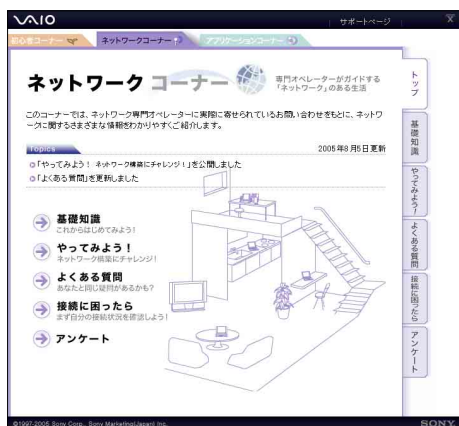 VAIO
サポートページ
X
初心者コーナー
ネットワークコーナー
アプリケーションコーナー
ネットワーク コーナー
専門オペレーターがガイドする
「ネットワーク」のある生活
このコーナーでは、ネットワーク専門オペレーターに実際に寄せられているお問い合わせをもとに、ネットワ
ークに関するさまざまな情報をわかりやすくご紹介します。
Topics
2005年8月5日更新
「やってみよう！ ネットワーク構築にチャレンジ！」を公開しました
「よくある質問」を更新しました
基礎知識
これからはじめてみよう！
やってみよう！
ネットワーク構築にチャレンジ！
よくある質問
あなたと同じ疑問があるかも？
接続に困ったら
まず自分の接続状況を確認しよう！
アンケート
トップ
基礎知識
やってみよう！
よくある質問
接続に困ったら
アンケート
©1997-2005 Sony Corp., Sony Marketing(Japan) Inc.
SONY